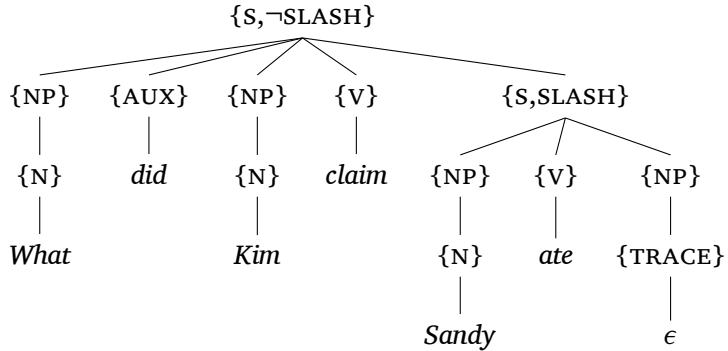 {S,¬SLASH}
{NP} {AUX} {NP} {V} {S,SLASH}
{N} did {N} claim {NP} {V} {NP}
What Kim {N} ate {TRACE}
Sandy ϵ